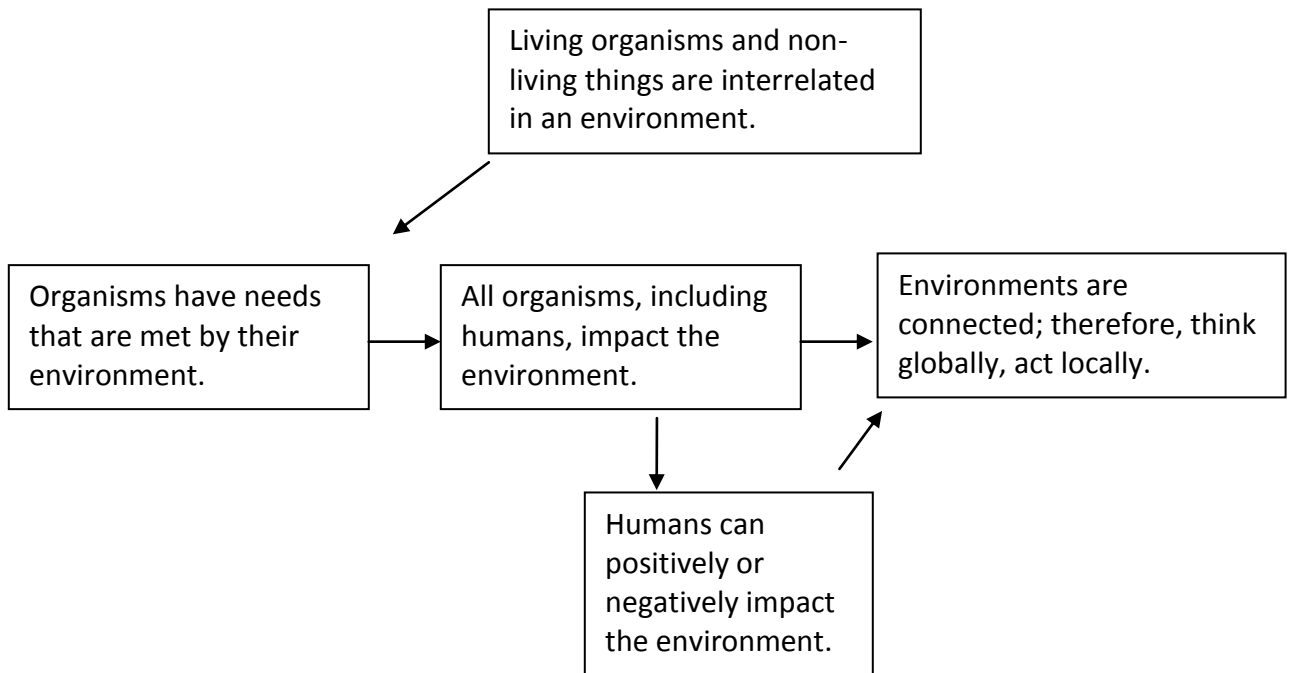 Living organisms and non-
living things are interrelated
in an environment.
Organisms have needs
that are met by their
environment.
All organisms, including
humans, impact the
environment.
Environments are
connected; therefore, think
globally, act locally.
Humans can
positively or
negatively impact
the environment.